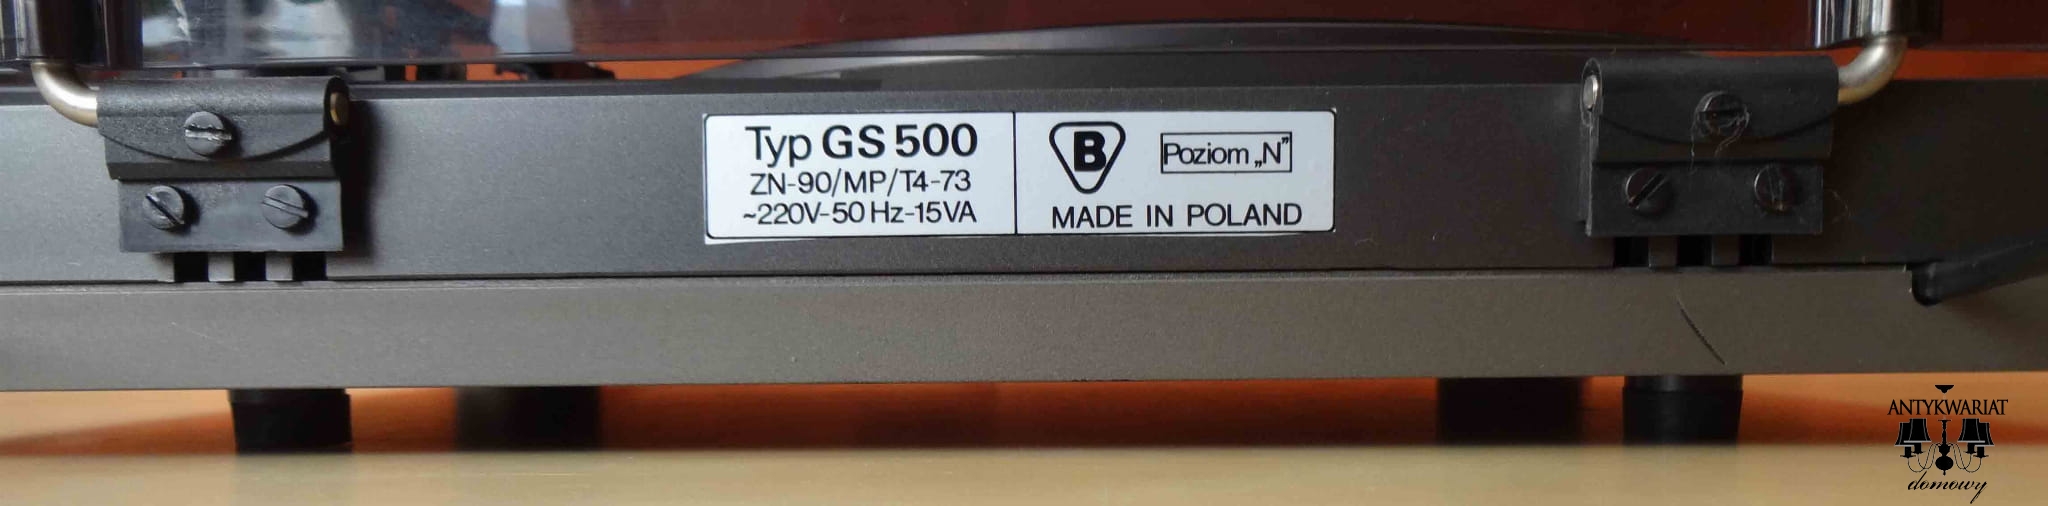 Typ GS 500
ZN-90/MP/T4-73
~220V-50 Hz-15VA
B
Poziom „N”
MADE IN POLAND
ANTYKWARIAT
domowy